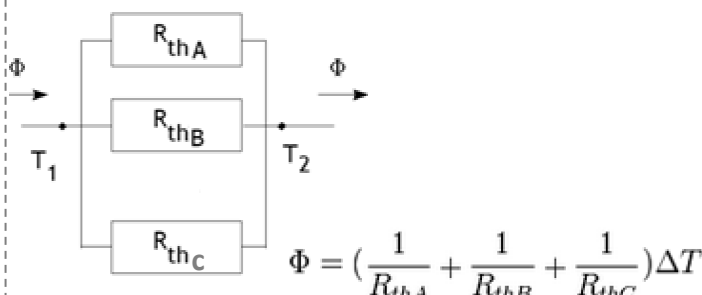 R_thA
Φ Φ
R_thB
T_1 T_2
R_thC
Φ = (1/R_thA + 1/R_thB + 1/R_thC)ΔT